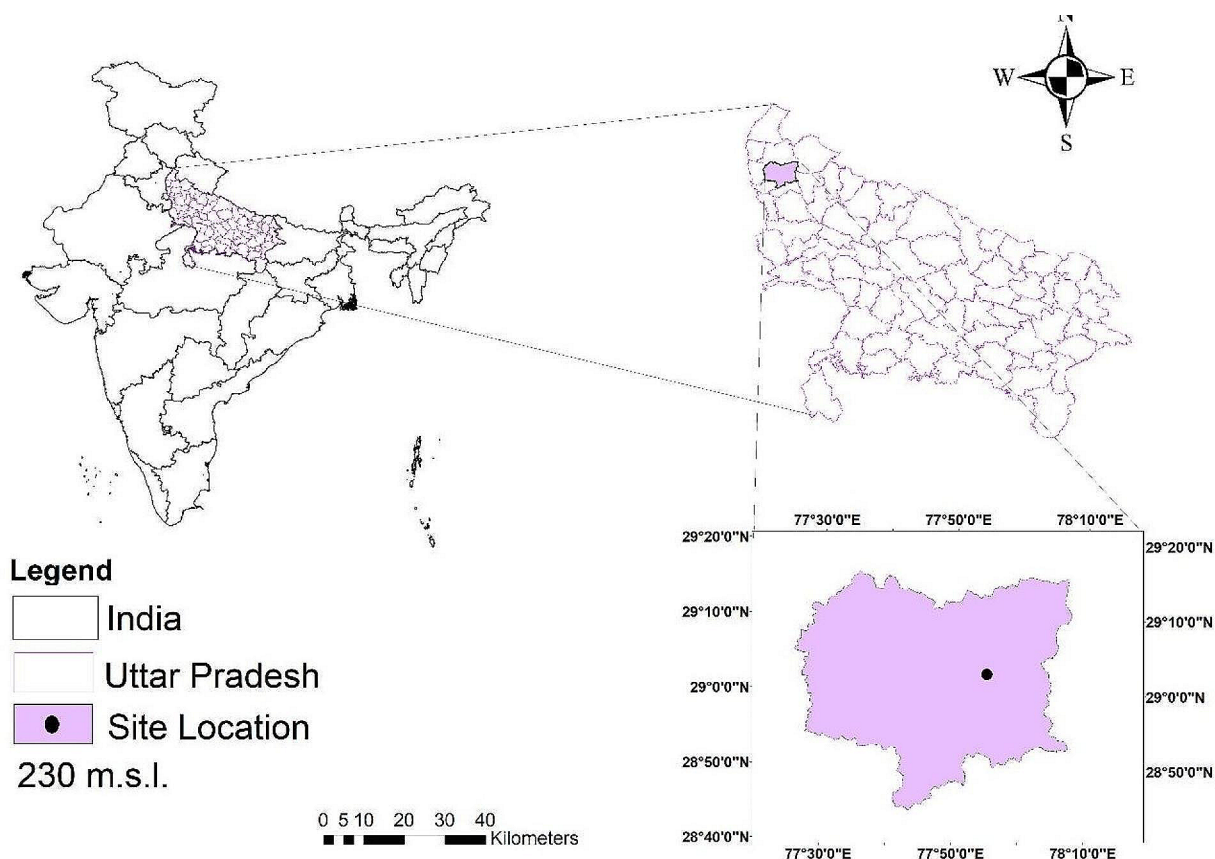 N
W E
S
77°30'0"E 77°50'0"E 78°10'0"E
29°20'0"N 29°20'0"N
29°10'0"N 29°10'0"N
29°0'0"N 29°0'0"N
28°50'0"N 28°50'0"N
28°40'0"N
77°30'0"E 77°50'0"E 78°10'0"E
Legend
India
Uttar Pradesh
Site Location
230 m.s.l.
0 5 10 20 30 40
Kilometers